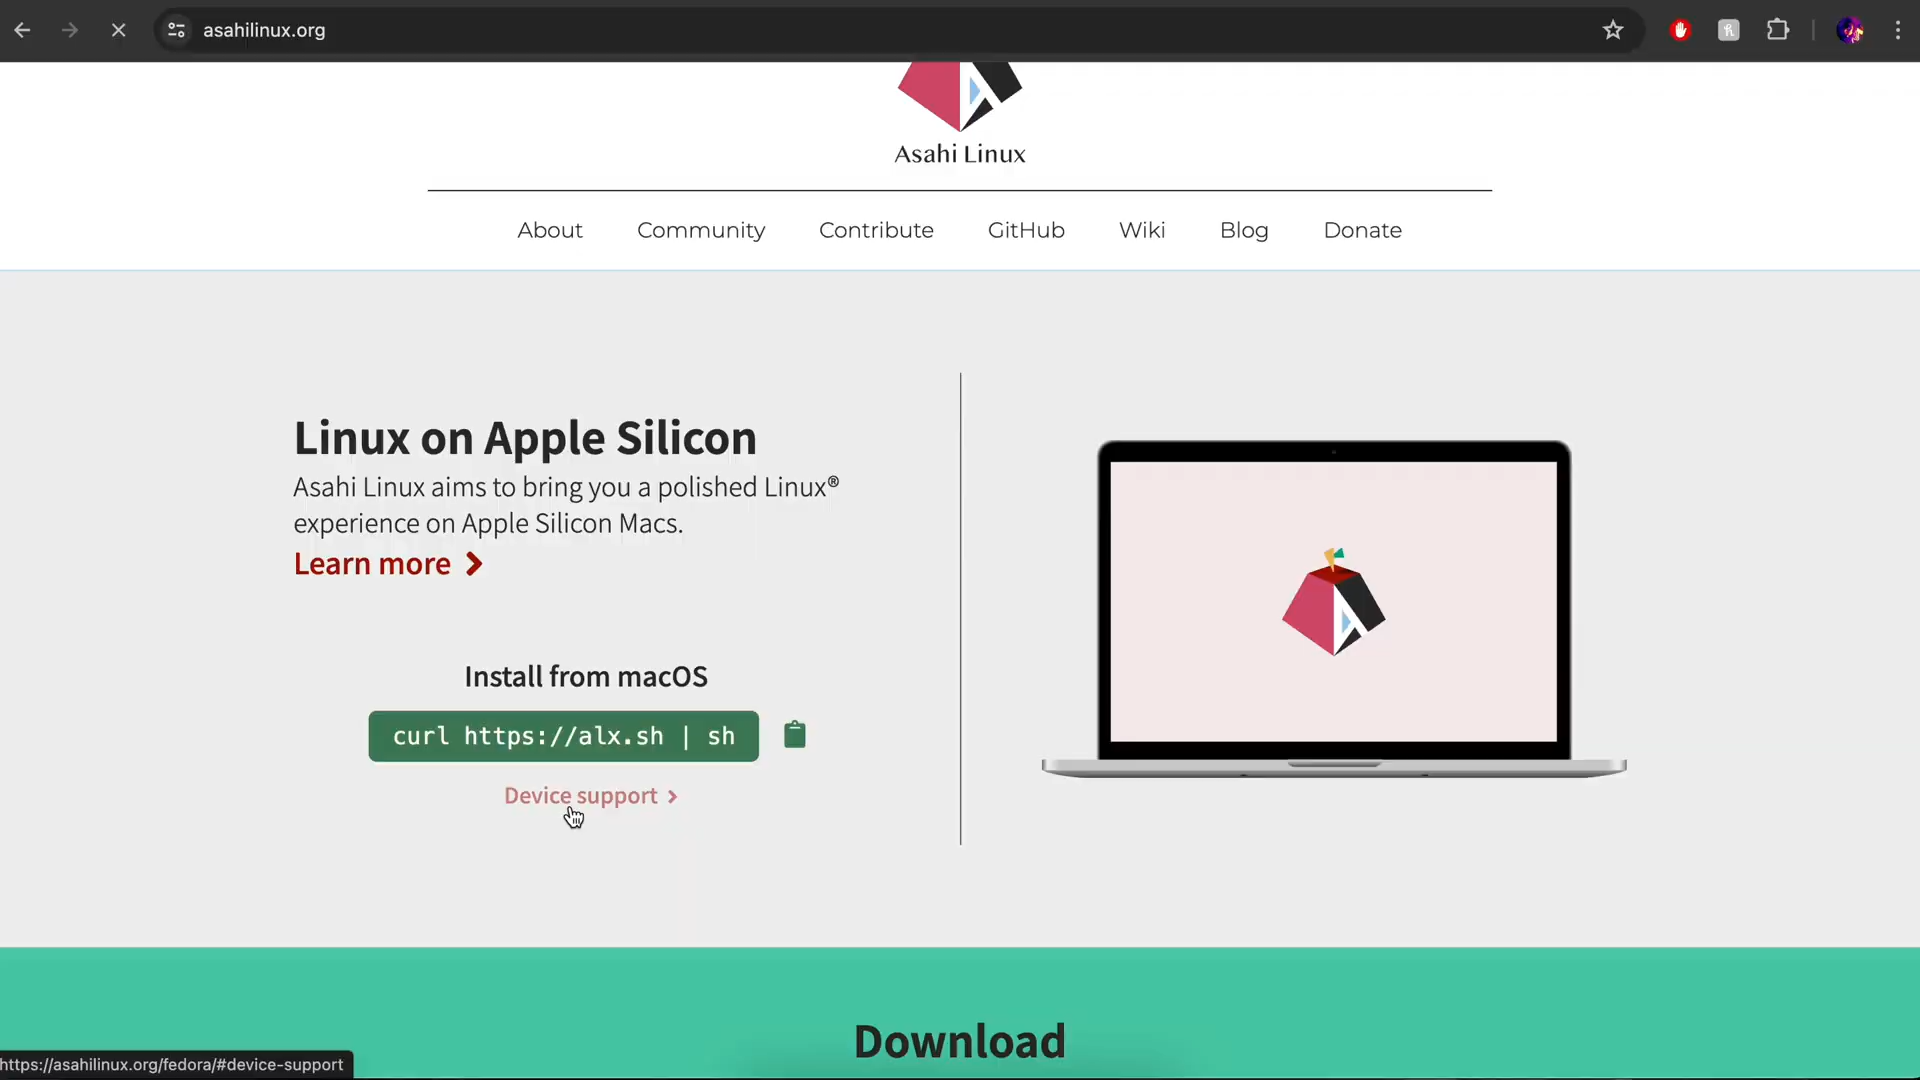 asahilinux.org
Asahi Linux
About Community Contribute GitHub Wiki Blog Donate
Linux on Apple Silicon
Asahi Linux aims to bring you a polished Linux®
experience on Apple Silicon Macs.
Learn more
Install from macOS
curl https://alx.sh | sh
Device support
Download
https://asahilinux.org/fedora/#device-support